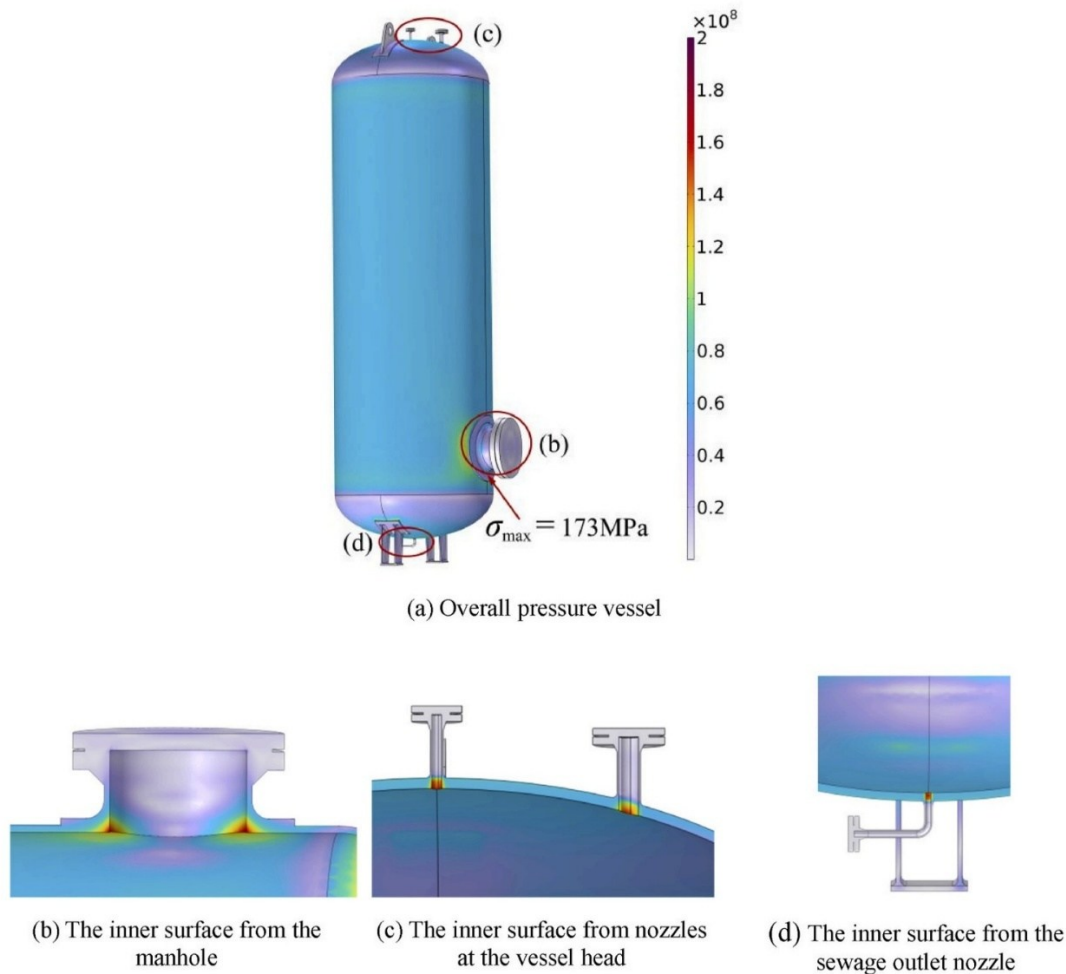 ×10⁸
(c)
2
1.8
1.6
1.4
1.2
1
0.8
0.6
(b)
0.4
0.2
σmax = 173MPa
(d)
(a) Overall pressure vessel
(b) The inner surface from the
manhole
(c) The inner surface from nozzles
at the vessel head
(d) The inner surface from the
sewage outlet nozzle